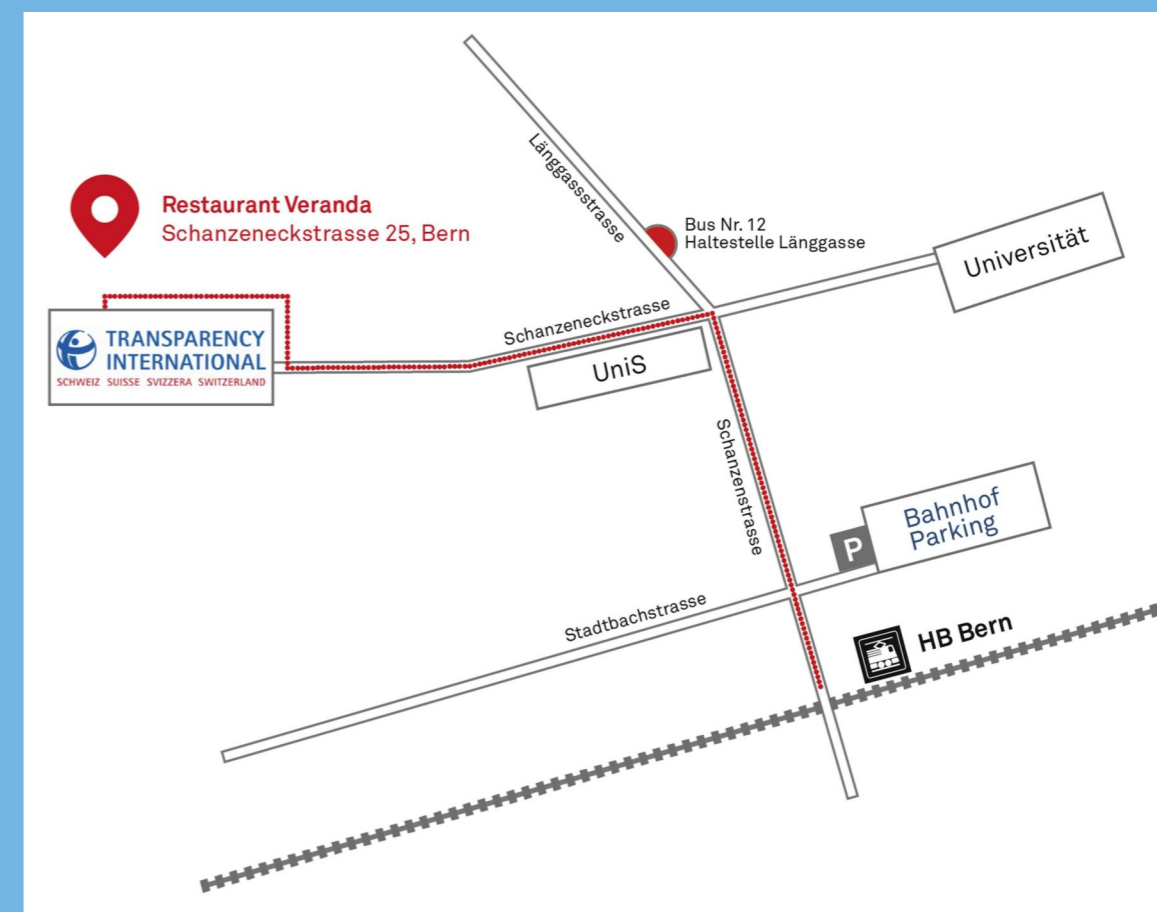 Restaurant Veranda
Schanzeneckstrasse 25, Bern
TRANSPARENCY
INTERNATIONAL
SCHWEIZ SUISSE SVIZZERA SWITZERLAND
Länggassstrasse
Bus Nr. 12
Haltestelle Länggasse
Universität
Schanzeneckstrasse
UniS
Schanzenstrasse
P
Bahnhof
Parking
Stadtbachstrasse
HB Bern